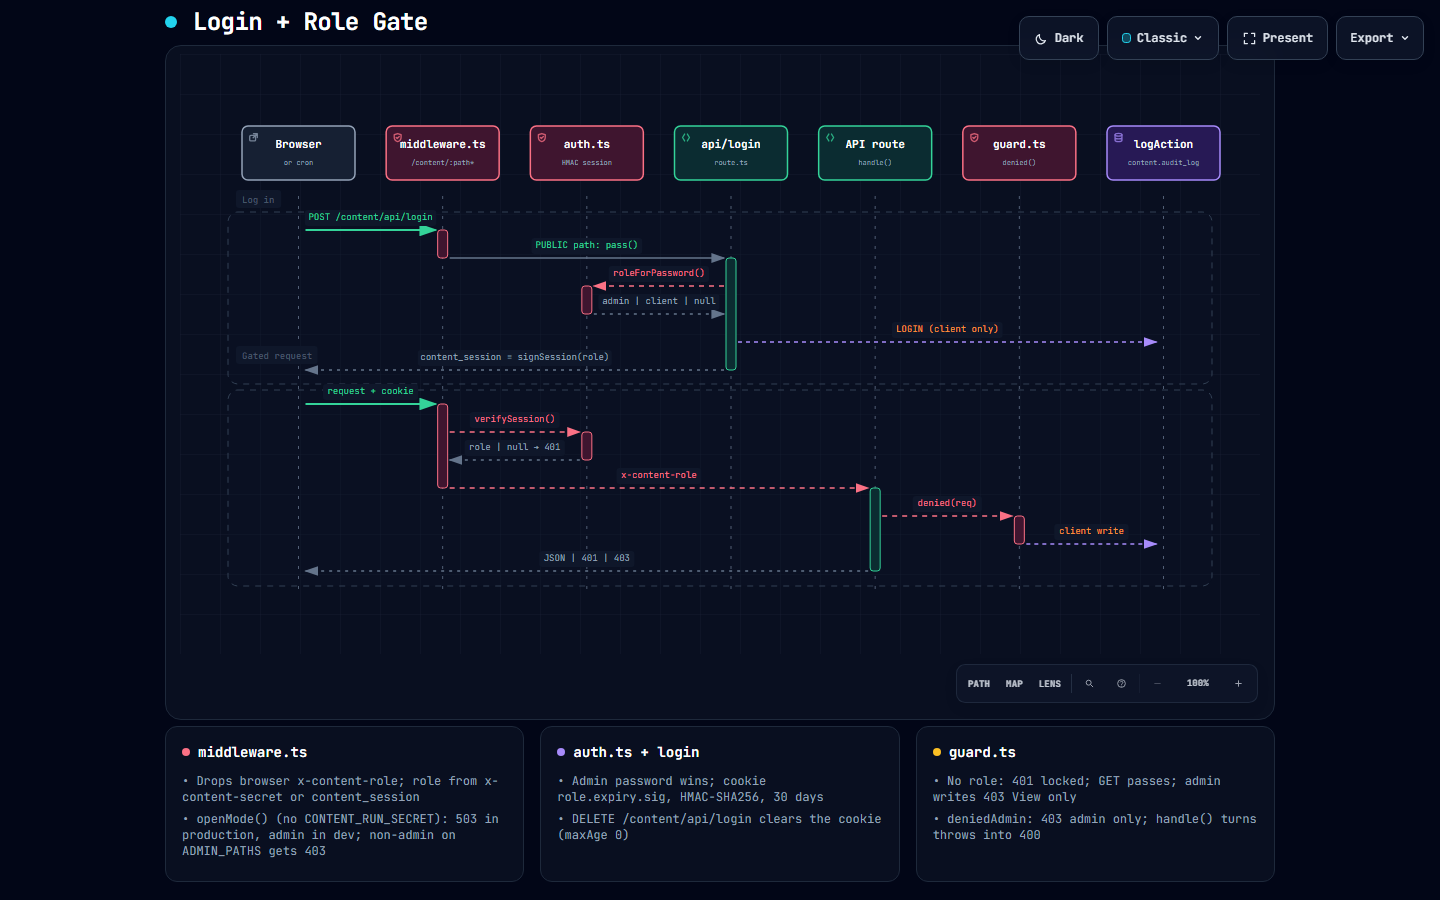 Login + Role Gate
Dark
Classic
Present
Export
Browser
or cron
middleware.ts
/content/:path*
auth.ts
HMAC session
api/login
route.ts
API route
handle()
guard.ts
denied()
logAction
content.audit_log
Log in
POST /content/api/login
PUBLIC path: pass()
roleForPassword()
admin | client | null
LOGIN (client only)
Gated request
content_session = signSession(role)
request + cookie
verifySession()
role | null → 401
x-content-role
denied(req)
client write
JSON | 401 | 403
PATH MAP LENS − 100% +
middleware.ts
• Drops browser x-content-role; role from x-
content-secret or content_session
• openMode() (no CONTENT_RUN_SECRET): 503 in
production, admin in dev; non-admin on
ADMIN_PATHS gets 403
auth.ts + login
• Admin password wins; cookie
role.expiry.sig, HMAC-SHA256, 30 days
• DELETE /content/api/login clears the cookie
(maxAge 0)
guard.ts
• No role: 401 locked; GET passes; admin
writes 403 View only
• deniedAdmin: 403 admin only; handle() turns
throws into 400